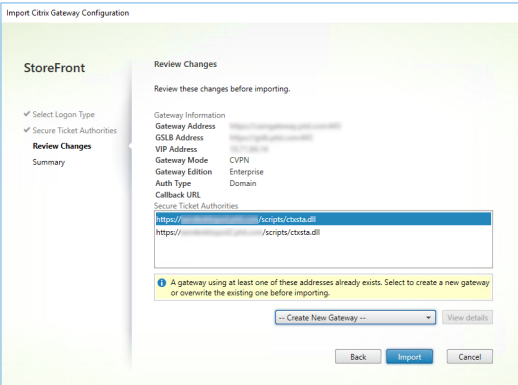 Import Citrix Gateway Configuration
StoreFront
Select Logon Type
Secure Ticket Authorities
Review Changes
Summary
Review Changes
Review these changes before importing.
Gateway Information
Gateway Address
GSLB Address
VIP Address
Gateway Mode CVPN
Gateway Edition Enterprise
Auth Type Domain
Callback URL
Secure Ticket Authorities
https:// /scripts/ctxsta.dll
https:// /scripts/ctxsta.dll
A gateway using at least one of these addresses already exists. Select to create a new gateway
or overwrite the existing one before importing.
-- Create New Gateway -- View details
Back Import Cancel